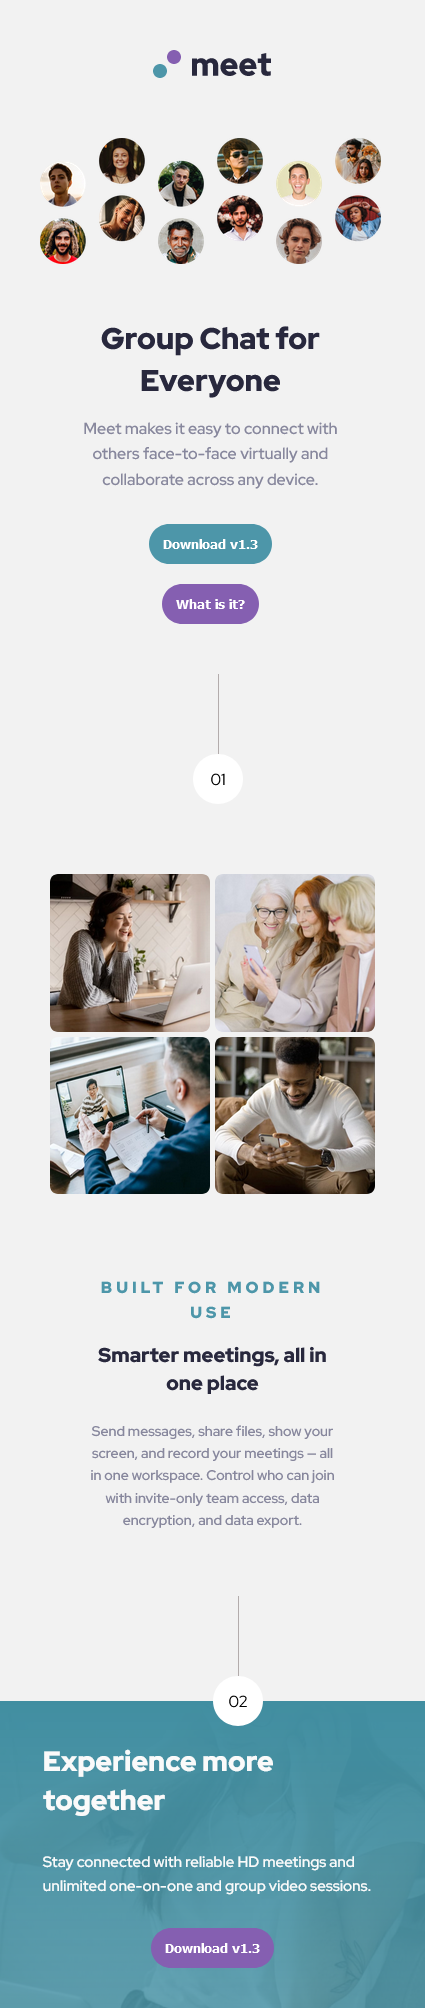 meet
Group Chat for
Everyone
Meet makes it easy to connect with
others face-to-face virtually and
collaborate across any device.
Download v1.3
What is it?
01
BUILT FOR MODERN
USE
Smarter meetings, all in
one place
Send messages, share files, show your
screen, and record your meetings — all
in one workspace. Control who can join
with invite-only team access, data
encryption, and data export.
02
Experience more
together
Stay connected with reliable HD meetings and
unlimited one-on-one and group video sessions.
Download v1.3